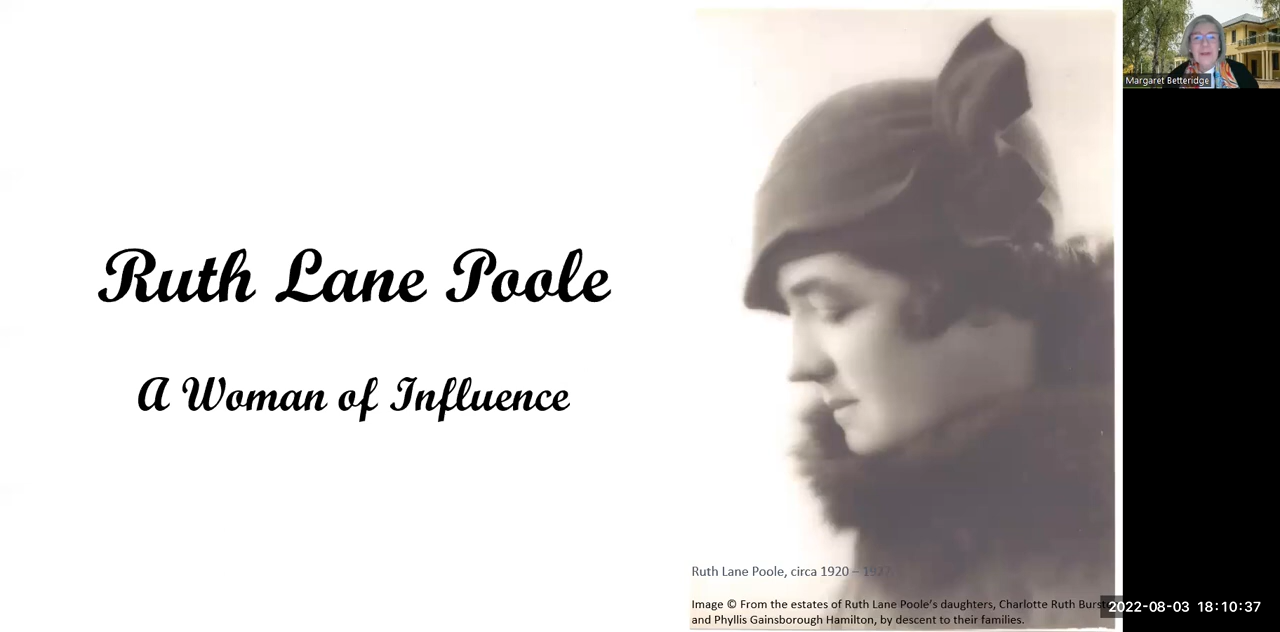 Ruth Lane Poole
A Woman of Influence
Margaret Betteridge
Ruth Lane Poole, circa 1920 – 1927.
Image © From the estates of Ruth Lane Poole's daughters, Charlotte Ruth Burst
and Phyllis Gainsborough Hamilton, by descent to their families.
2022-08-03 18:10:37